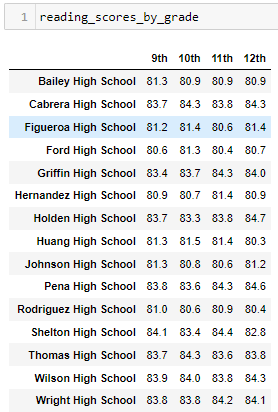 1 reading_scores_by_grade
9th 10th 11th 12th
Bailey High School 81.3 80.9 80.9 80.9
Cabrera High School 83.7 84.3 83.8 84.3
Figueroa High School 81.2 81.4 80.6 81.4
Ford High School 80.6 81.3 80.4 80.7
Griffin High School 83.4 83.7 84.3 84.0
Hernandez High School 80.9 80.7 81.4 80.9
Holden High School 83.7 83.3 83.8 84.7
Huang High School 81.3 81.5 81.4 80.3
Johnson High School 81.3 80.8 80.6 81.2
Pena High School 83.8 83.6 84.3 84.6
Rodriguez High School 81.0 80.6 80.9 80.4
Shelton High School 84.1 83.4 84.4 82.8
Thomas High School 83.7 84.3 83.6 83.8
Wilson High School 83.9 84.0 83.8 84.3
Wright High School 83.8 83.8 84.2 84.1